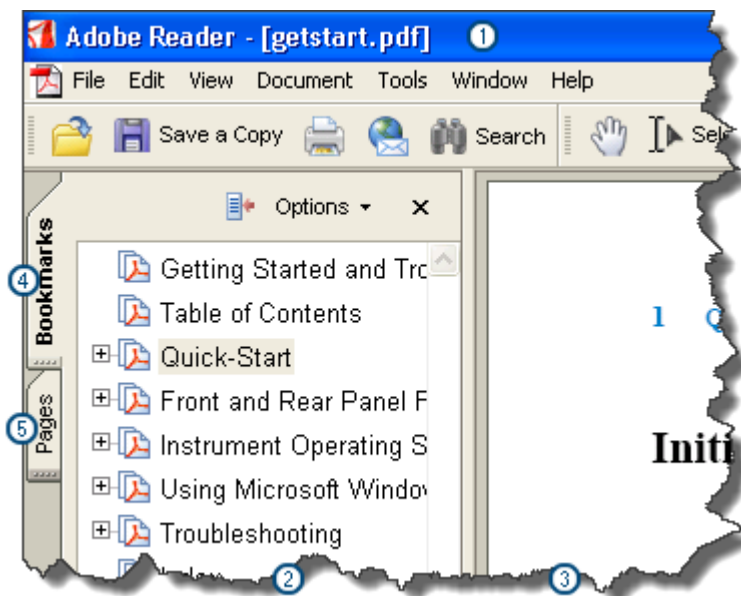 Adobe Reader - [getstart.pdf] 1
File Edit View Document Tools Window Help
Save a Copy Search Sele
Options
4 Bookmarks
5 Pages
Getting Started and Tro
Table of Contents
Quick-Start
Front and Rear Panel F
Instrument Operating S
Using Microsoft Windov
Troubleshooting
2
1 Q
Initi
3